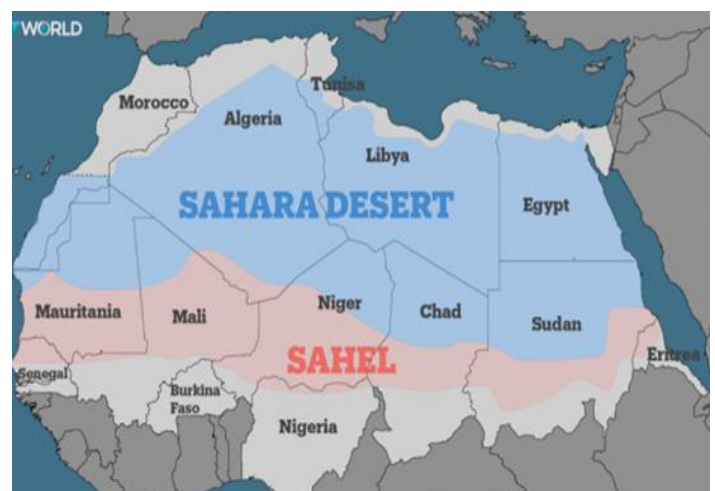 WORLD
Tunisa
Morocco
Algeria
Libya
SAHARA DESERT
Egypt
Mauritania
Mali
Niger
Chad
Sudan
SAHEL
Eritrea
Senegal
Burkina
Faso
Nigeria